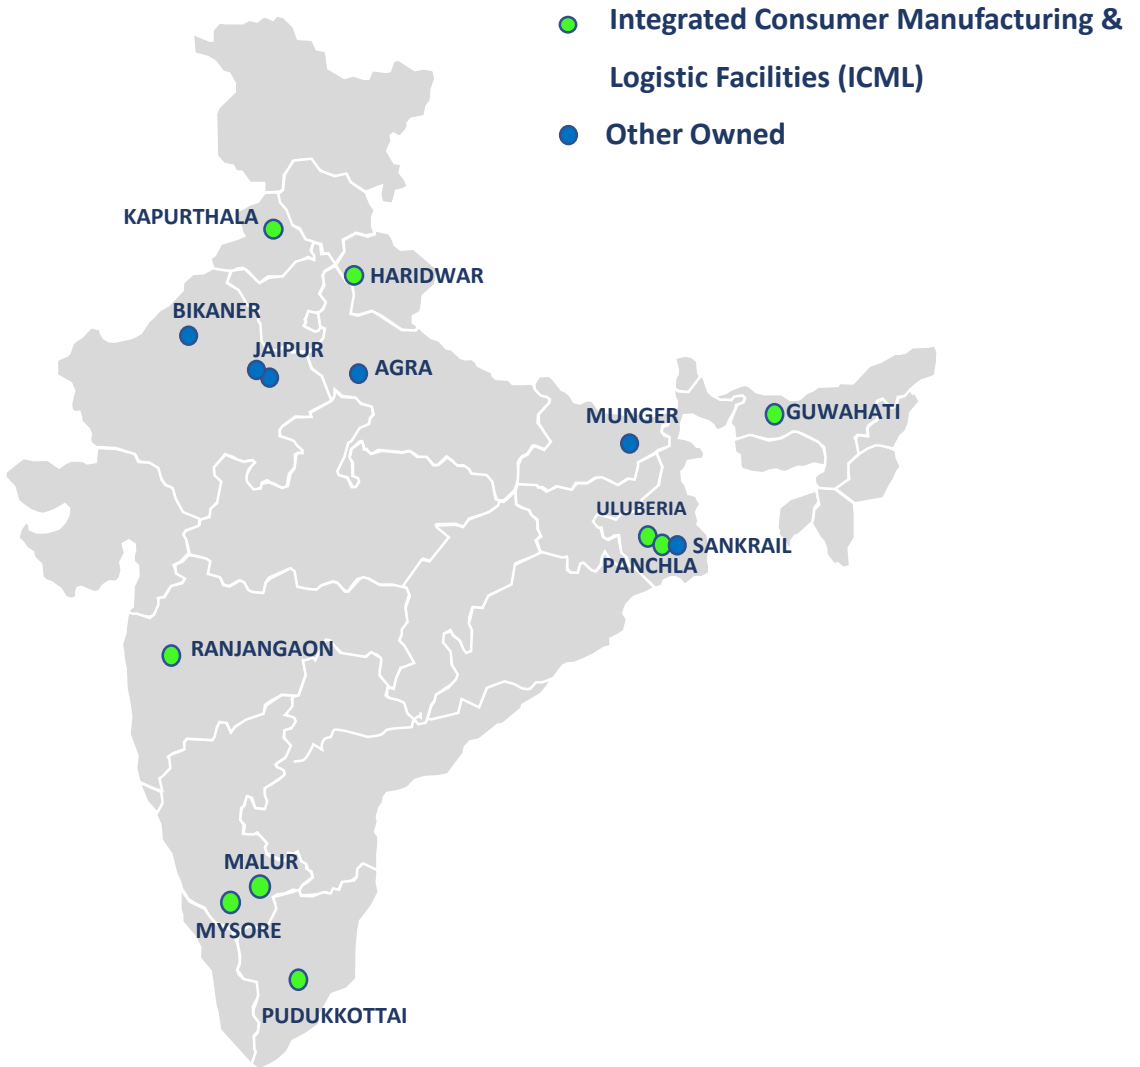 Integrated Consumer Manufacturing &
Logistic Facilities (ICML)
Other Owned
KAPURTHALA
HARIDWAR
BIKANER
JAIPUR
AGRA
MUNGER
GUWAHATI
ULUBERIA
SANKRAIL
PANCHLA
RANJANGAON
MALUR
MYSORE
PUDUKKOTTAI